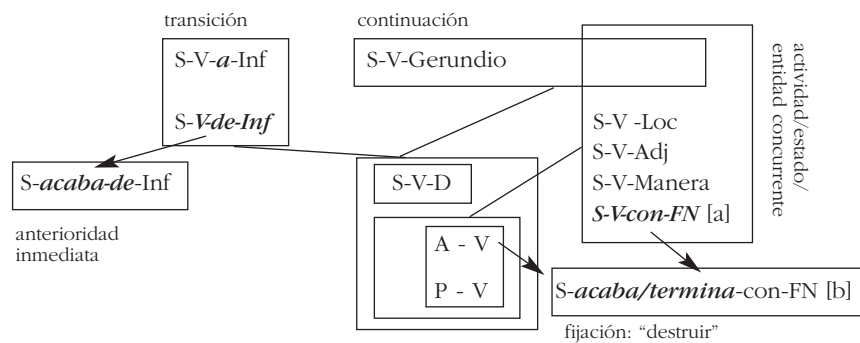 transición
continuación
S-V-a-Inf
S-V-Gerundio
S-V-de-Inf
actividad/estado/
entidad concurrente
S-V -Loc
S-V-Adj
S-V-Manera
S-V-con-FN [a]
S-acaba-de-Inf
S-V-D
anterioridad
inmediata
A - V
P - V
S-acaba/termina-con-FN [b]
fijación: “destruir”